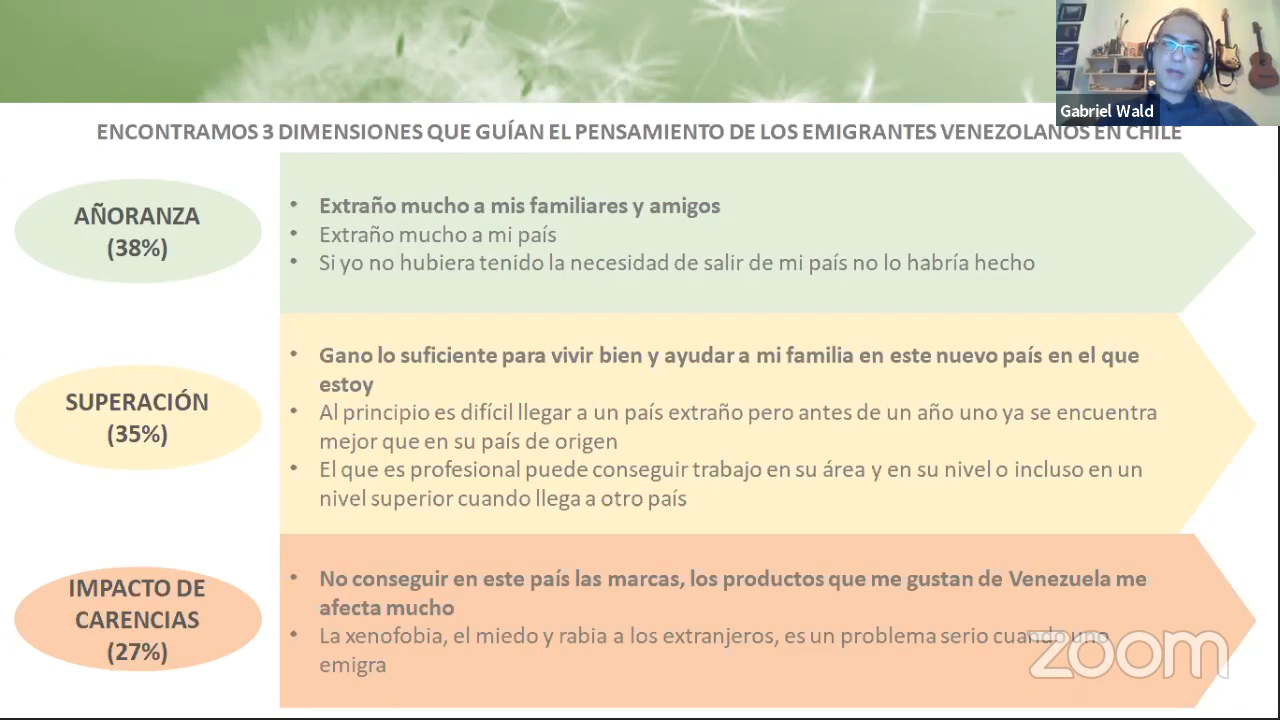 Gabriel Wald
ENCONTRAMOS 3 DIMENSIONES QUE GUÍAN EL PENSAMIENTO DE LOS EMIGRANTES VENEZOLANOS EN CHILE
AÑORANZA
(38%)
• Extraño mucho a mis familiares y amigos
• Extraño mucho a mi país
• Si yo no hubiera tenido la necesidad de salir de mi país no lo habría hecho
SUPERACIÓN
(35%)
• Gano lo suficiente para vivir bien y ayudar a mi familia en este nuevo país en el que
estoy
• Al principio es difícil llegar a un país extraño pero antes de un año uno ya se encuentra
mejor que en su país de origen
• El que es profesional puede conseguir trabajo en su área y en su nivel o incluso en un
nivel superior cuando llega a otro país
IMPACTO DE
CARENCIAS
(27%)
• No conseguir en este país las marcas, los productos que me gustan de Venezuela me
afecta mucho
• La xenofobia, el miedo y rabia a los extranjeros, es un problema serio cuando uno
emigra
zoom